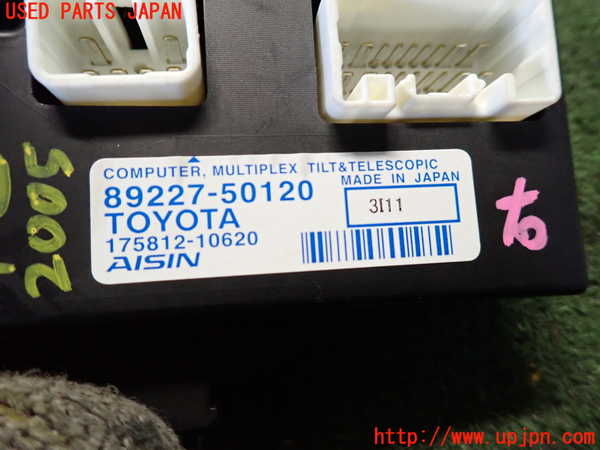 USED PARTS JAPAN
COMPUTER, MULTIPLEX TILT&TELESCOPIC
89227-50120
MADE IN JAPAN
TOYOTA
3I11
175812-10620
AISIN
2005
http://www.upjpn.com/